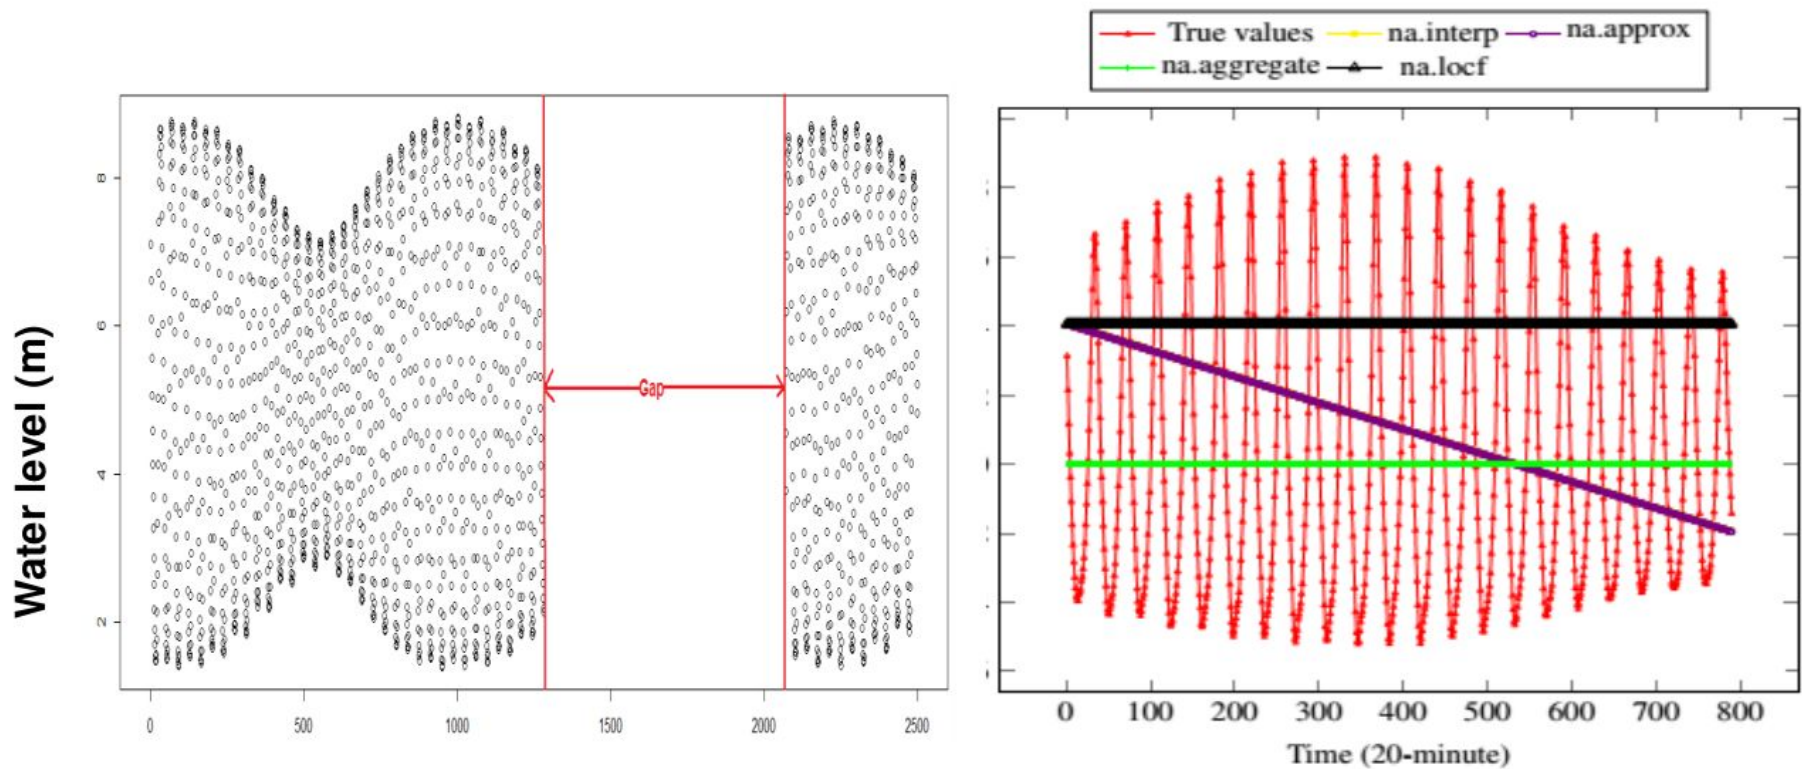 Water level (m)
8
6
4
2
0 500 1000 1500 2000 2500
Gap
True values na.interp na.approx
na.aggregate na.locf
0 100 200 300 400 500 600 700 800
Time (20-minute)